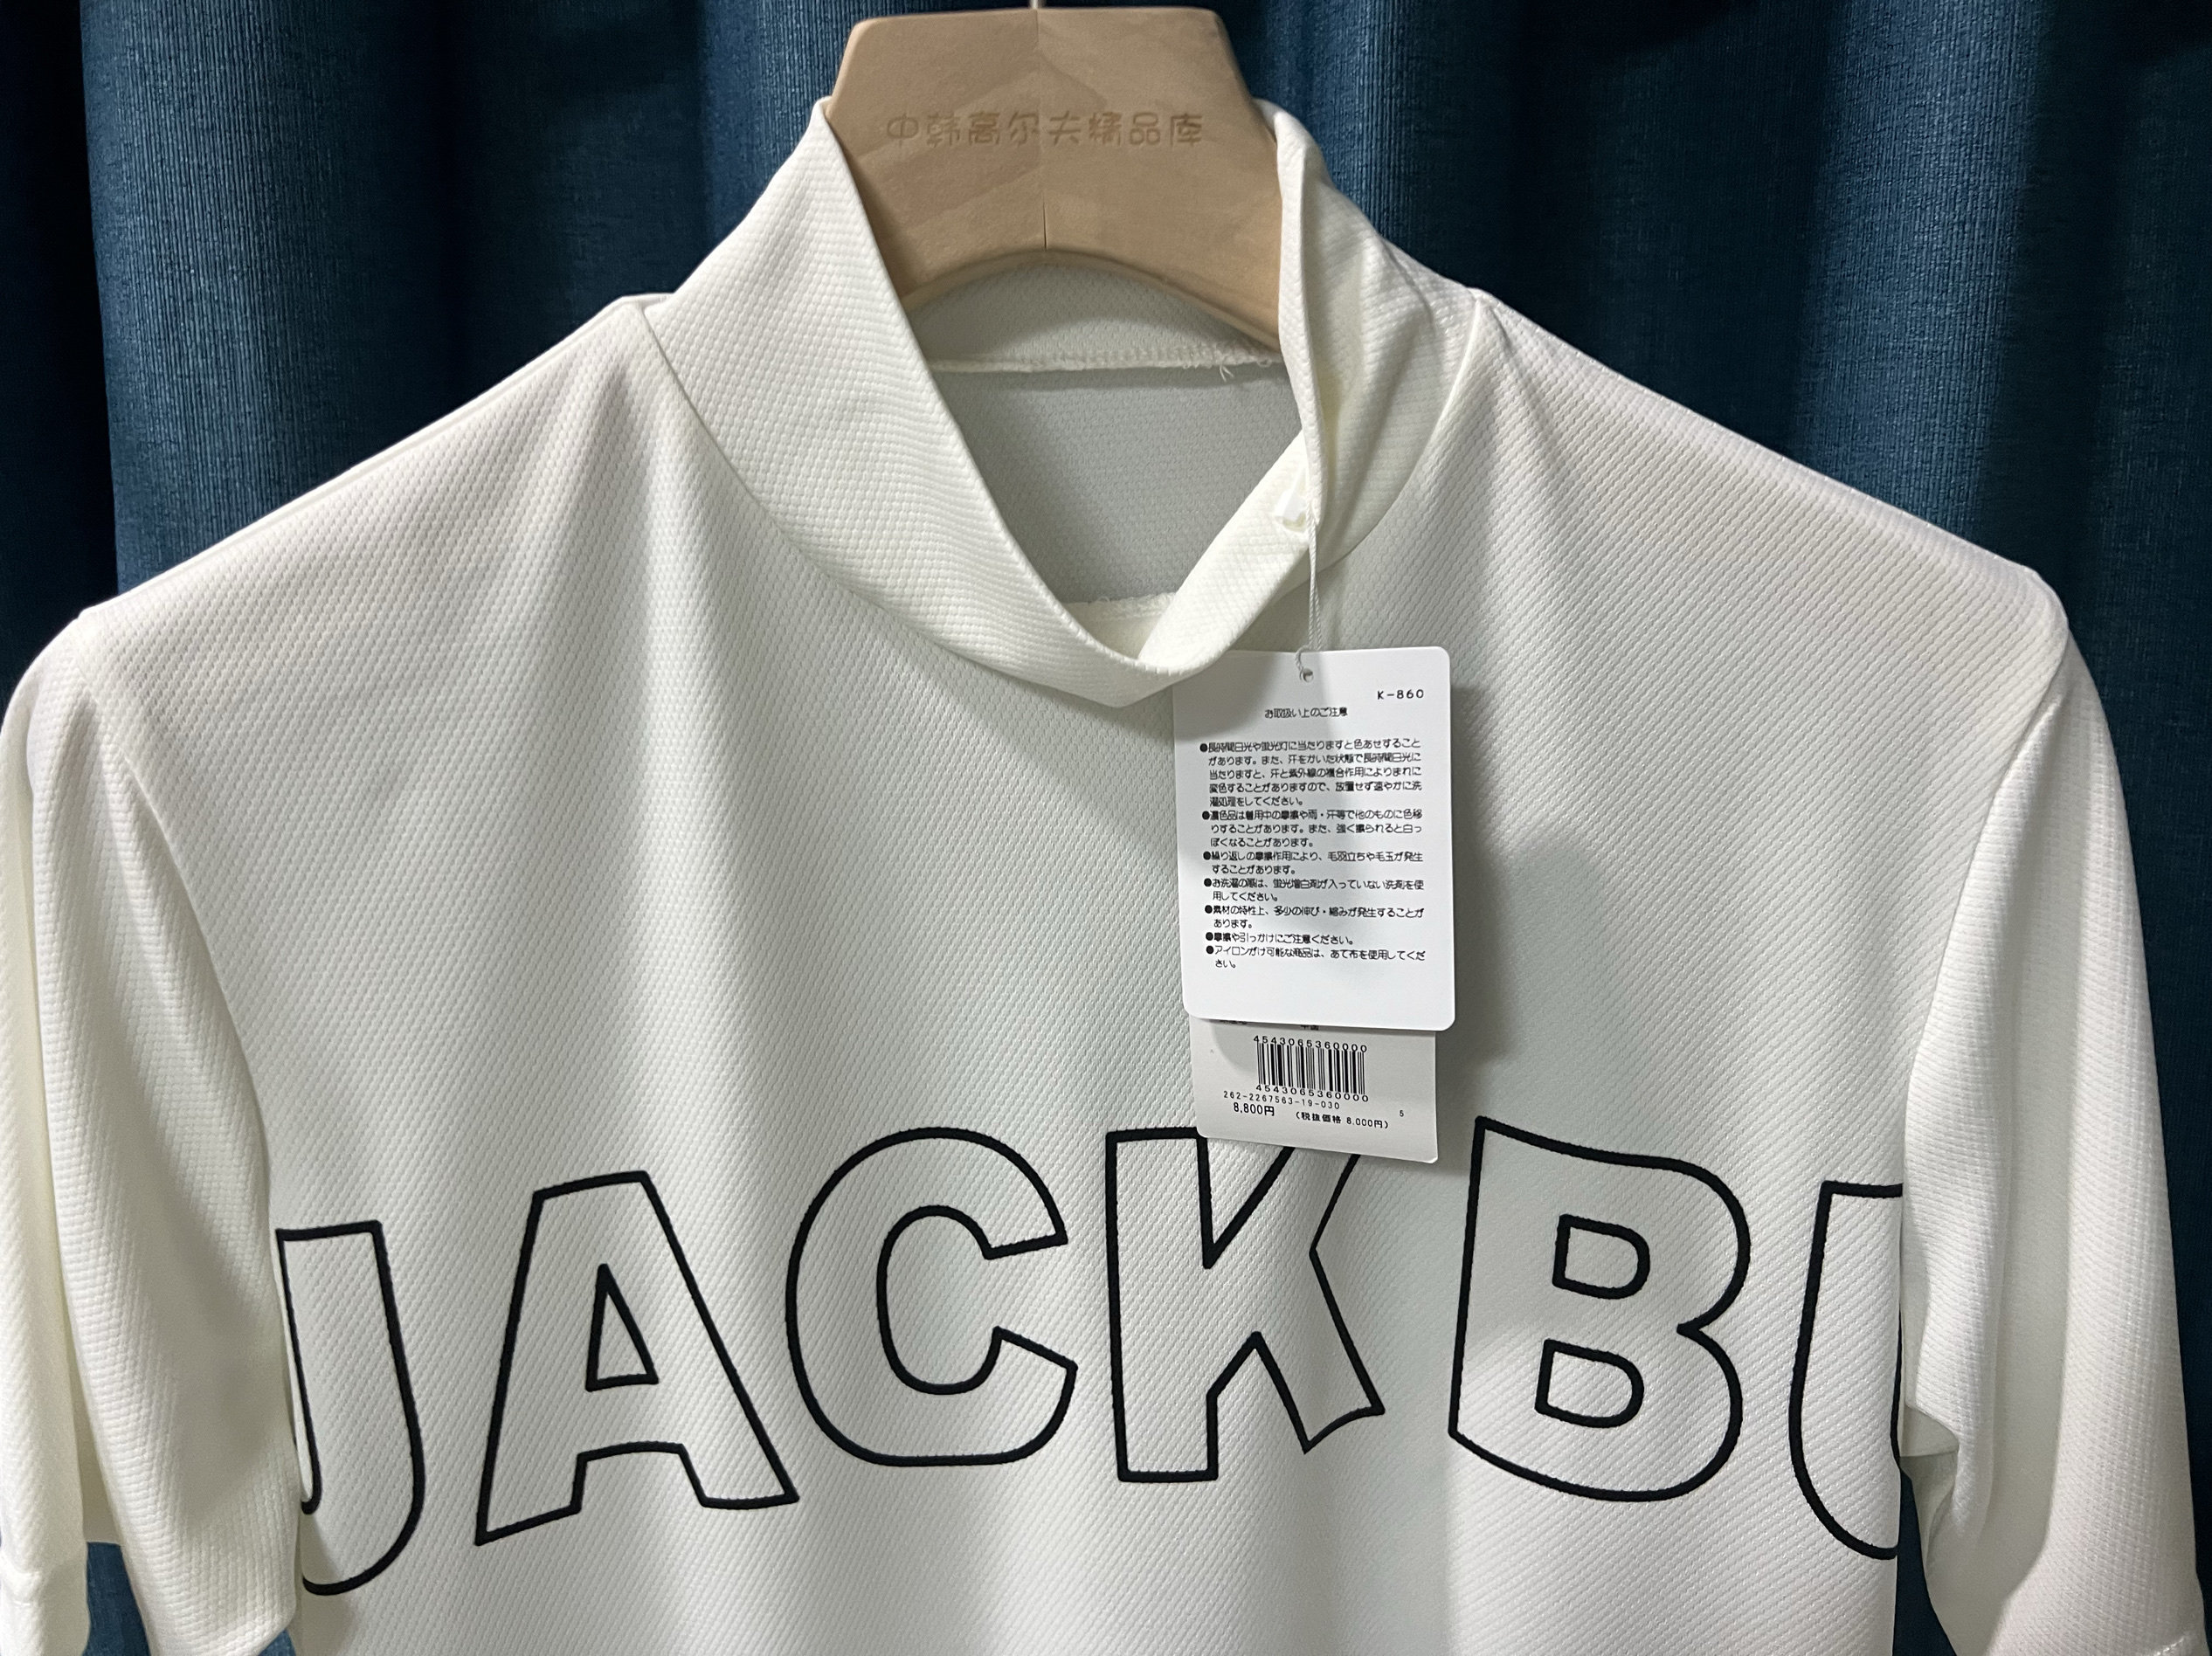 中韩高尔夫精品库
K-860
お取扱い上のご注意
●長時間日光や蛍光灯に当たりますと色あせすること
があります。また、汗をかいた状態で長時間日光に
当たりますと、汗と紫外線の複合作用によりまれに
変色することがありますので、放置せず速やかに洗
濯処理をしてください。
●濃色品は着用中の摩擦や雨・汗等で他のものに色移
りすることがあります。また、強く擦られると白っ
ぽくなることがあります。
●繰り返しの摩擦作用により、毛羽立ちや毛玉が発生
することがあります。
●お洗濯の際は、蛍光増白剤が入っていない洗剤を使
用してください。
●素材の特性上、多少の伸び・縮みが発生することが
あります。
●摩擦や引っかけにご注意ください。
●アイロンがけ可能な商品は、あて布を使用してくだ
さい。
4543065360000
4543065360000
262-2267563-19-030
8,800円 (税抜価格 8,000円) 5
JACK BU